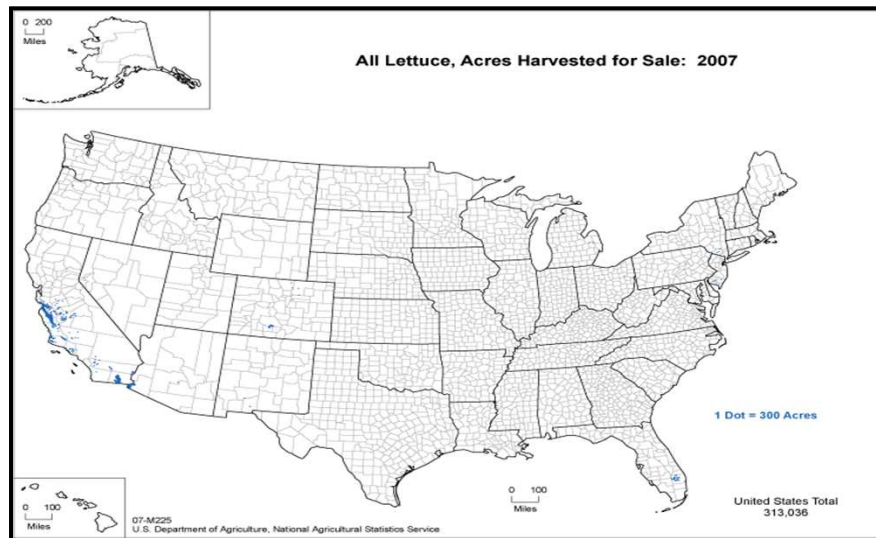 0 200
Miles
All Lettuce, Acres Harvested for Sale: 2007
1 Dot = 300 Acres
0 100
Miles
0 100
Miles
United States Total
313,036
07-M225
U.S. Department of Agriculture, National Agricultural Statistics Service